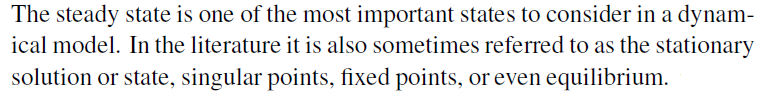 The steady state is one of the most important states to consider in a dynam-
ical model. In the literature it is also sometimes referred to as the stationary
solution or state, singular points, fixed points, or even equilibrium.